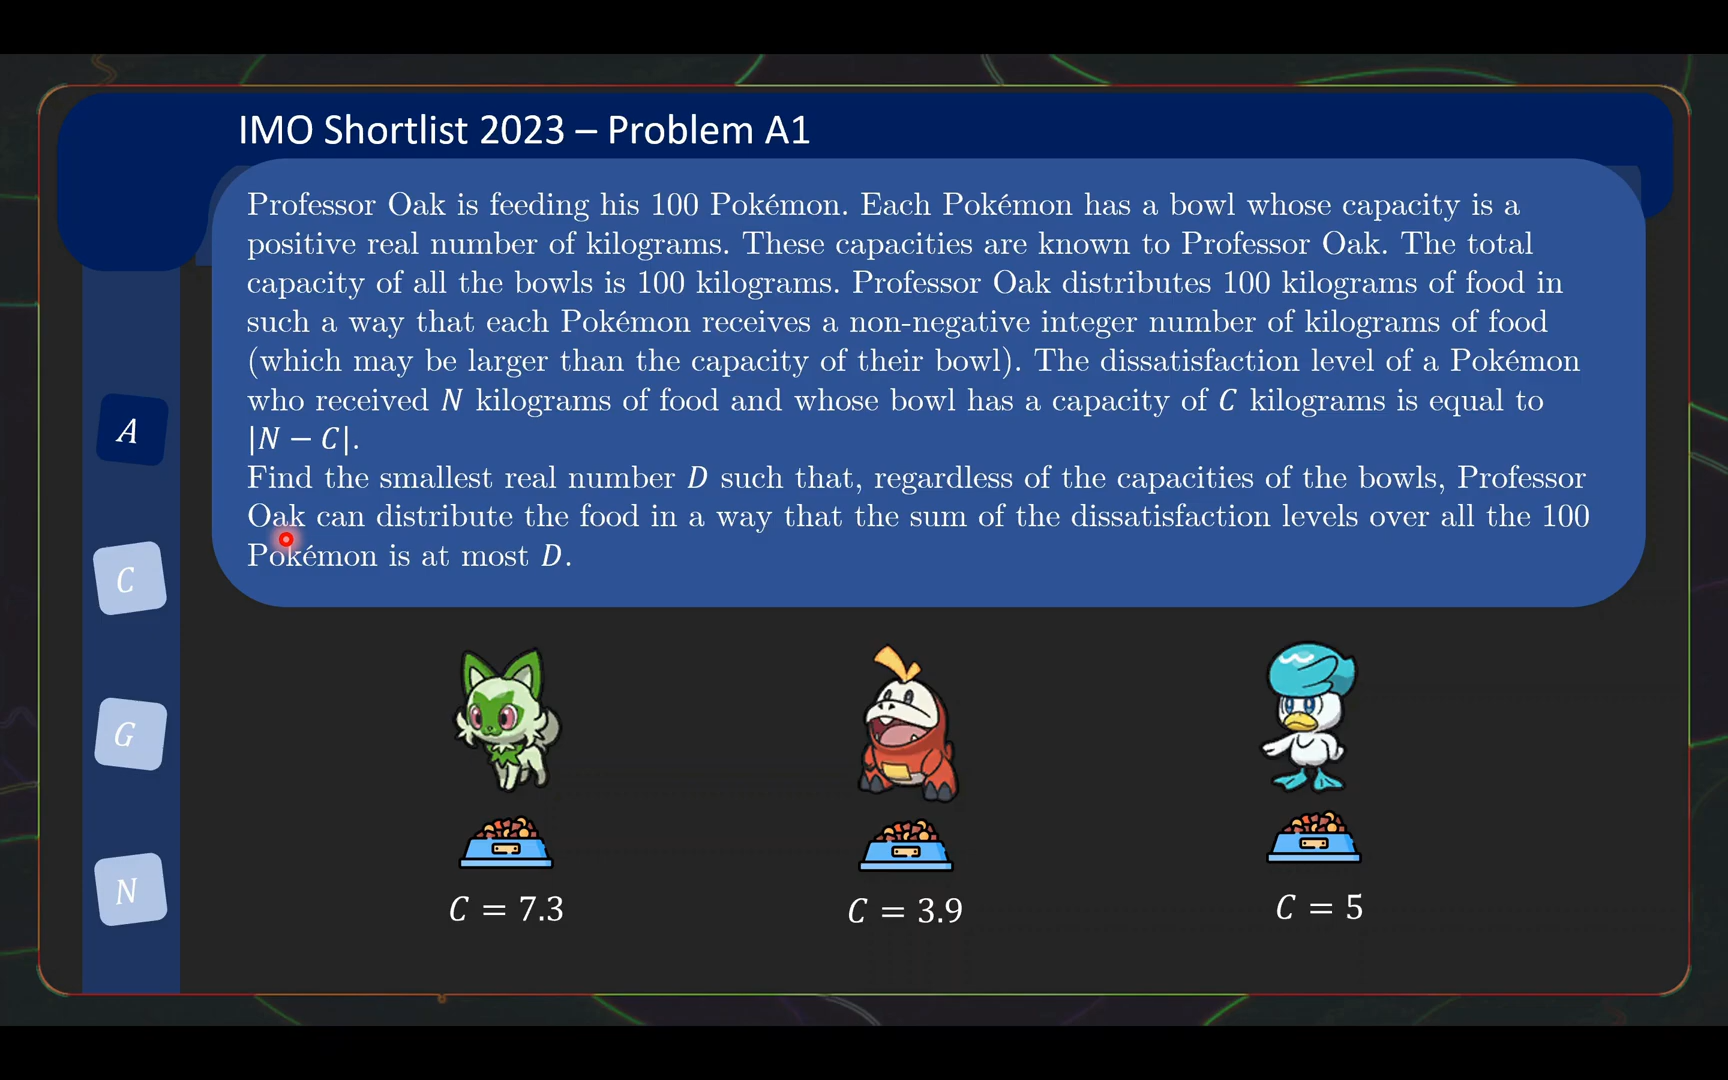 IMO Shortlist 2023 – Problem A1
Professor Oak is feeding his 100 Pokémon. Each Pokémon has a bowl whose capacity is a
positive real number of kilograms. These capacities are known to Professor Oak. The total
capacity of all the bowls is 100 kilograms. Professor Oak distributes 100 kilograms of food in
such a way that each Pokémon receives a non-negative integer number of kilograms of food
(which may be larger than the capacity of their bowl). The dissatisfaction level of a Pokémon
who received N kilograms of food and whose bowl has a capacity of C kilograms is equal to
|N − C|.
Find the smallest real number D such that, regardless of the capacities of the bowls, Professor
Oak can distribute the food in a way that the sum of the dissatisfaction levels over all the 100
Pokémon is at most D.
A
C
G
N
C = 7.3
C = 3.9
C = 5